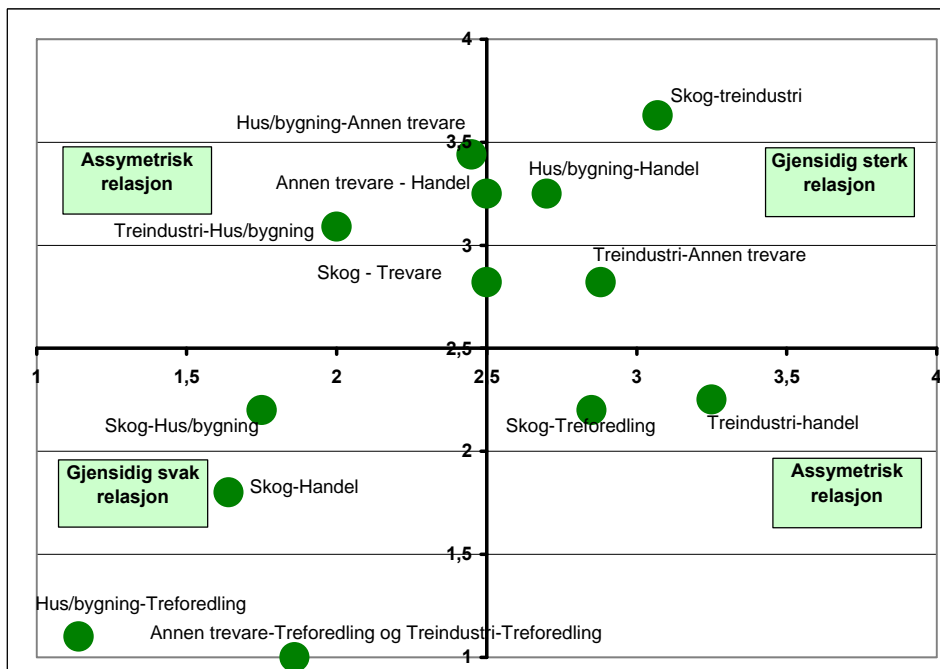 4
Skog-treindustri
Hus/bygning-Annen trevare
3,5
Assymetrisk
relasjon
Annen trevare - Handel
Hus/bygning-Handel
Gjensidig sterk
relasjon
Treindustri-Hus/bygning
3
Skog - Trevare
Treindustri-Annen trevare
2,5
1
1,5
2
2,5
3
3,5
4
Skog-Hus/bygning
Skog-Treforedling
Treindustri-handel
2
Gjensidig svak
relasjon
Skog-Handel
Assymetrisk
relasjon
1,5
Hus/bygning-Treforedling
Annen trevare-Treforedling og Treindustri-Treforedling
1